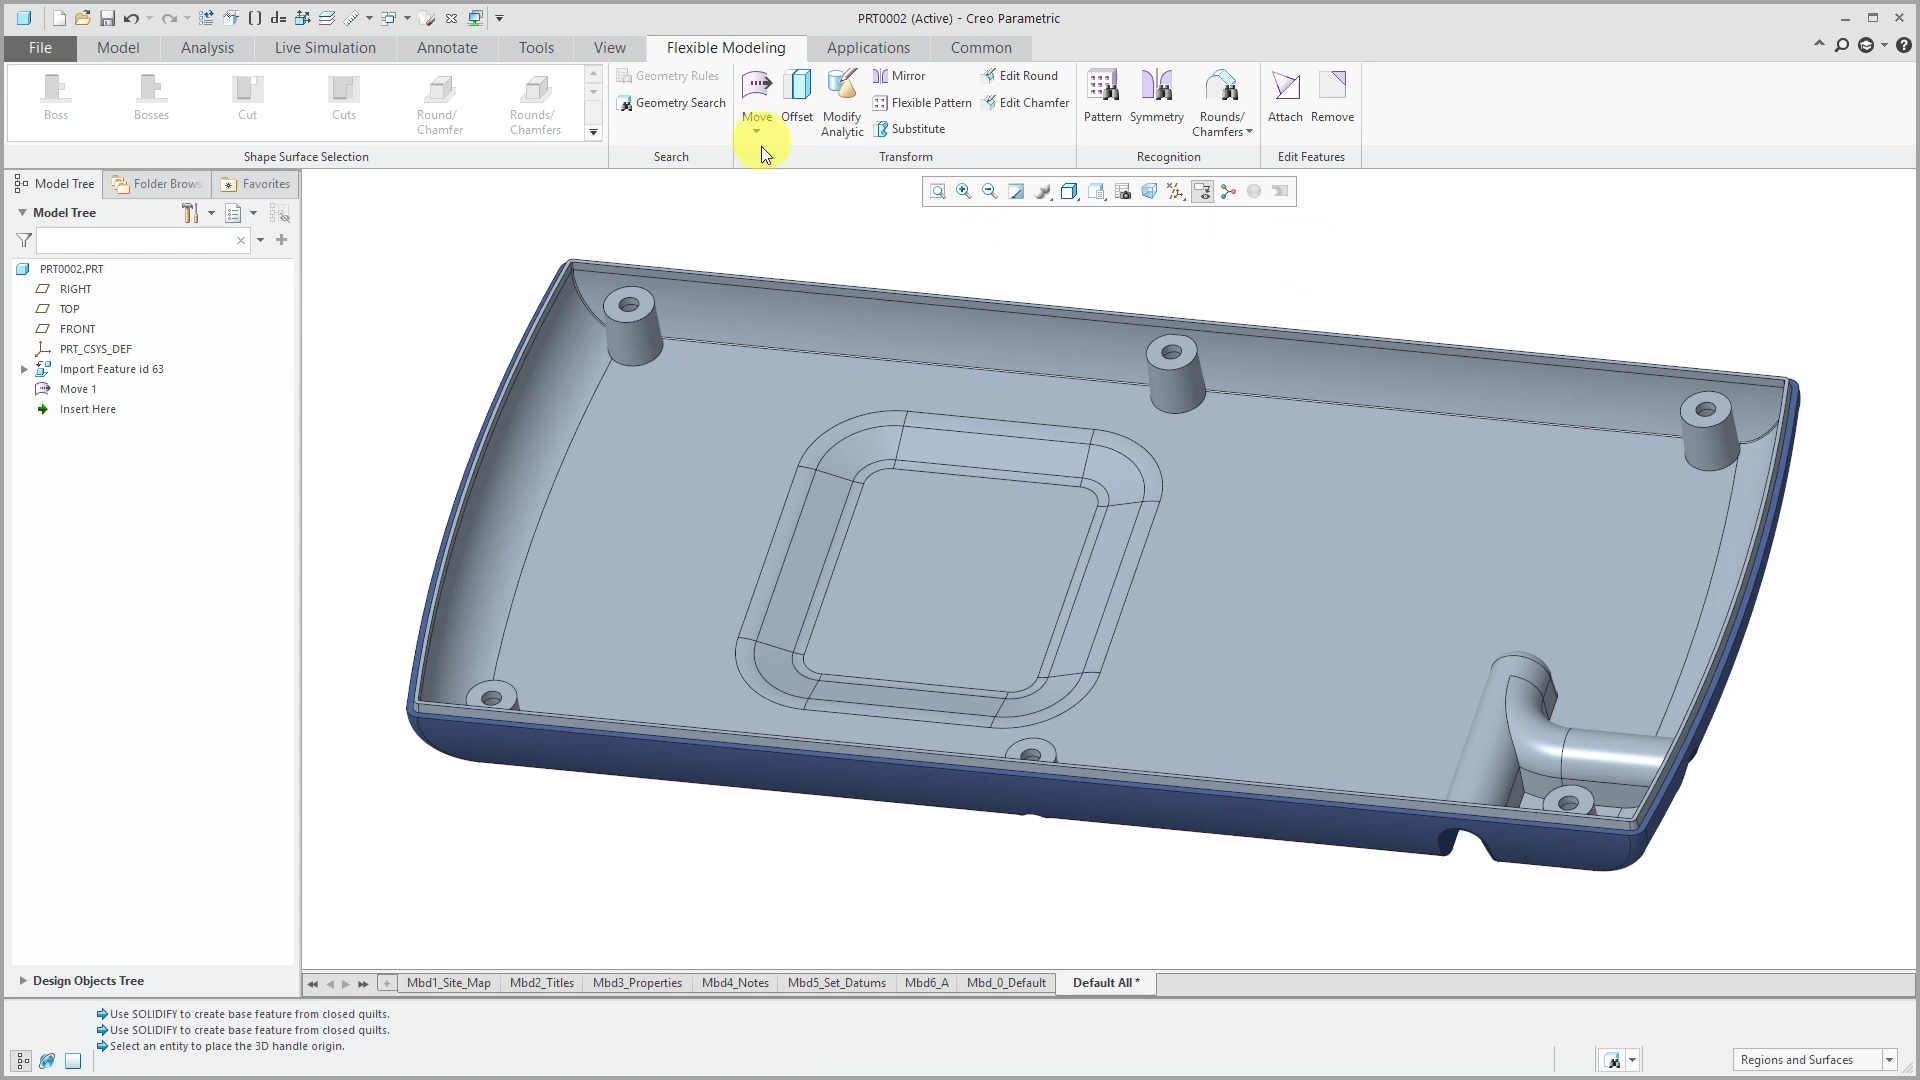 PRT0002 (Active) - Creo Parametric
File
Model
Analysis
Live Simulation
Annotate
Tools
View
Flexible Modeling
Applications
Common
Boss
Bosses
Cut
Cuts
Round/
Chamfer
Rounds/
Chamfers
Shape Surface Selection
Geometry Rules
Geometry Search
Search
Move
Offset
Modify
Analytic
Mirror
Flexible Pattern
Substitute
Edit Round
Edit Chamfer
Transform
Pattern
Symmetry
Rounds/
Chamfers
Recognition
Attach
Remove
Edit Features
Model Tree
Folder Brows
Favorites
Model Tree
PRT0002.PRT
RIGHT
TOP
FRONT
PRT_CSYS_DEF
Import Feature id 63
Move 1
Insert Here
Design Objects Tree
Mbd1_Site_Map
Mbd2_Titles
Mbd3_Properties
Mbd4_Notes
Mbd5_Set_Datums
Mbd6_A
Mbd_0_Default
Default All *
Use SOLIDIFY to create base feature from closed quilts.
Use SOLIDIFY to create base feature from closed quilts.
Select an entity to place the 3D handle origin.
Regions and Surfaces